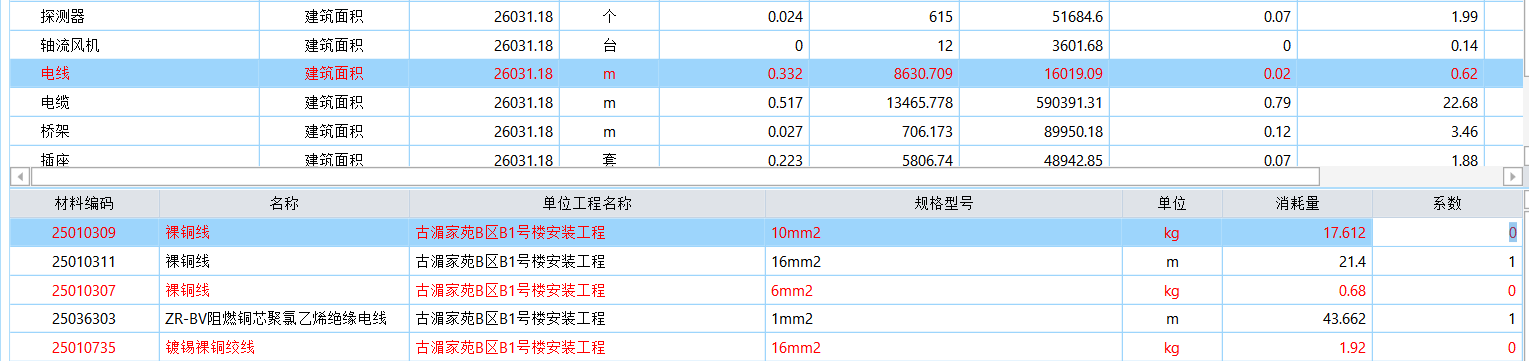 探测器 建筑面积 26031.18 个 0.024 615 51684.6 0.07 1.99
轴流风机 建筑面积 26031.18 台 0 12 3601.68 0 0.14
电线 建筑面积 26031.18 m 0.332 8630.709 16019.09 0.02 0.62
电缆 建筑面积 26031.18 m 0.517 13465.778 590391.31 0.79 22.68
桥架 建筑面积 26031.18 m 0.027 706.173 89950.18 0.12 3.46
插座 建筑面积 26031.18 套 0.223 5806.74 48942.85 0.07 1.88
材料编码 名称 单位工程名称 规格型号 单位 消耗量 系数
25010309 裸铜线 古湄家苑B区B1号楼安装工程 10mm2 kg 17.612 0
25010311 裸铜线 古湄家苑B区B1号楼安装工程 16mm2 m 21.4 1
25010307 裸铜线 古湄家苑B区B1号楼安装工程 6mm2 kg 0.68 0
25036303 ZR-BV阻燃铜芯聚氯乙烯绝缘电线 古湄家苑B区B1号楼安装工程 1mm2 m 43.662 1
25010735 镀锡裸铜绞线 古湄家苑B区B1号楼安装工程 16mm2 kg 1.92 0